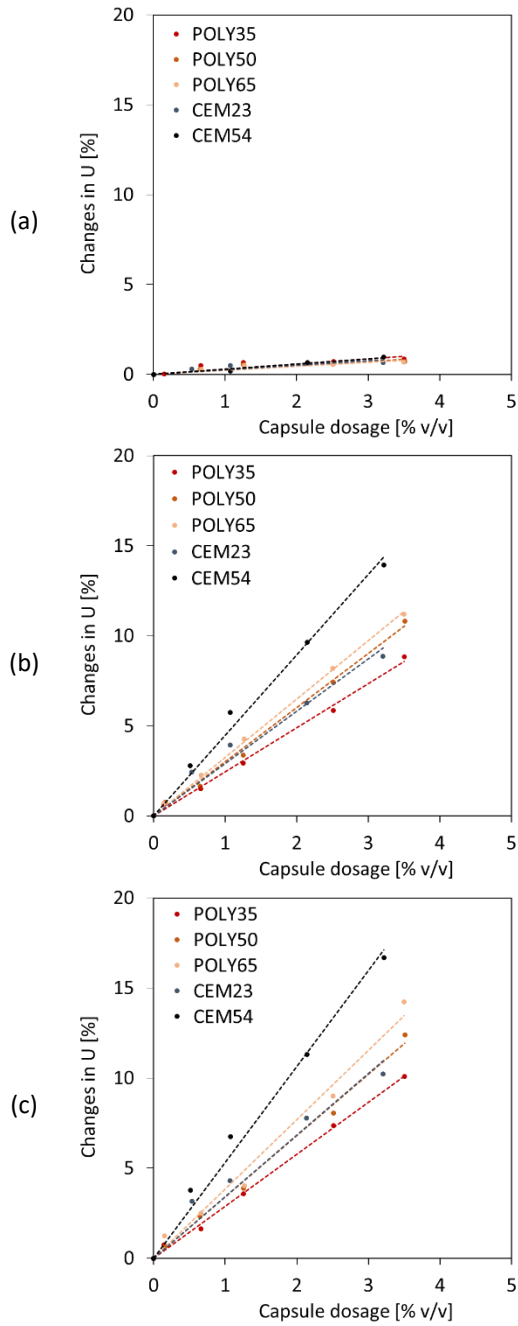 (a)
Changes in U [%]
20
15
10
5
0
POLY35
POLY50
POLY65
CEM23
CEM54
0 1 2 3 4 5
Capsule dosage [% v/v]
(b)
Changes in U [%]
20
15
10
5
0
POLY35
POLY50
POLY65
CEM23
CEM54
0 1 2 3 4 5
Capsule dosage [% v/v]
(c)
Changes in U [%]
20
15
10
5
0
POLY35
POLY50
POLY65
CEM23
CEM54
0 1 2 3 4 5
Capsule dosage [% v/v]